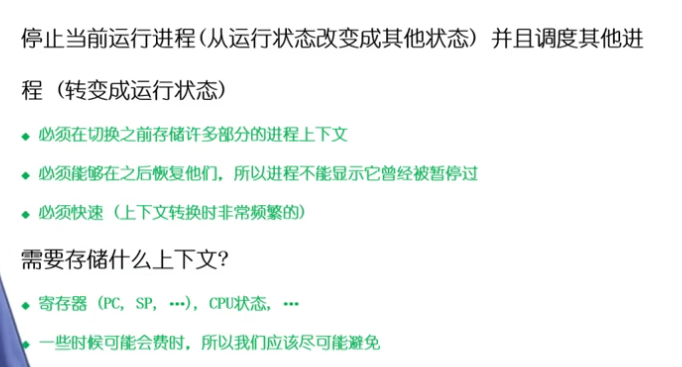 停止当前运行进程(从运行状态改变成其他状态) 并且调度其他进
程 (转变成运行状态)
必须在切换之前存储许多部分的进程上下文
必须能够在之后恢复他们, 所以进程不能显示它曾经被暂停过
必须快速 (上下文转换时非常频繁的)
需要存储什么上下文?
寄存器 (PC, SP, …), CPU状态, …
一些时候可能会费时, 所以我们应该尽可能避免